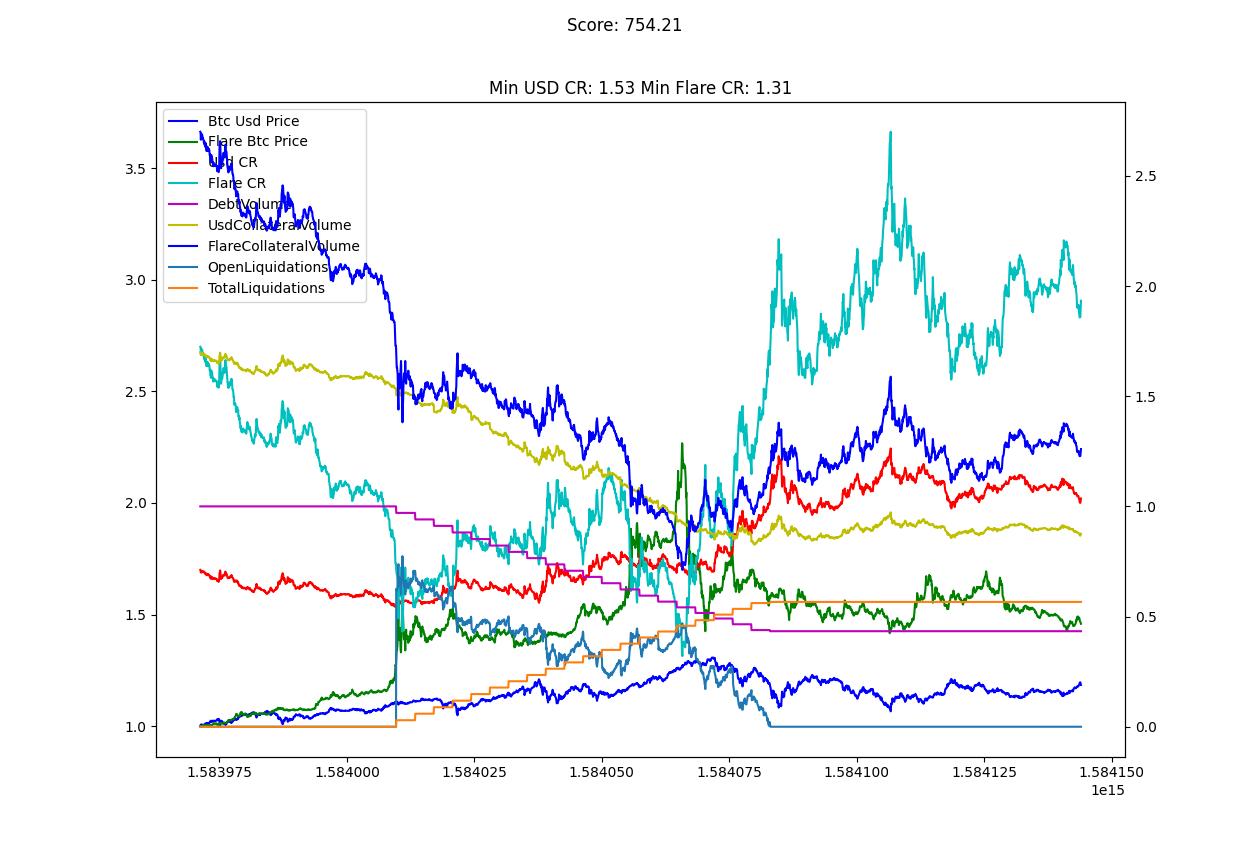 Score: 754.21
Min USD CR: 1.53 Min Flare CR: 1.31
Btc Usd Price
Flare Btc Price
Usd CR
Flare CR
DebtVolume
UsdCollateralVolume
FlareCollateralVolume
OpenLiquidations
TotalLiquidations
3.5
3.0
2.5
2.0
1.5
1.0
2.5
2.0
1.5
1.0
0.5
0.0
1.583975
1.584000
1.584025
1.584050
1.584075
1.584100
1.584125
1.584150
1e15